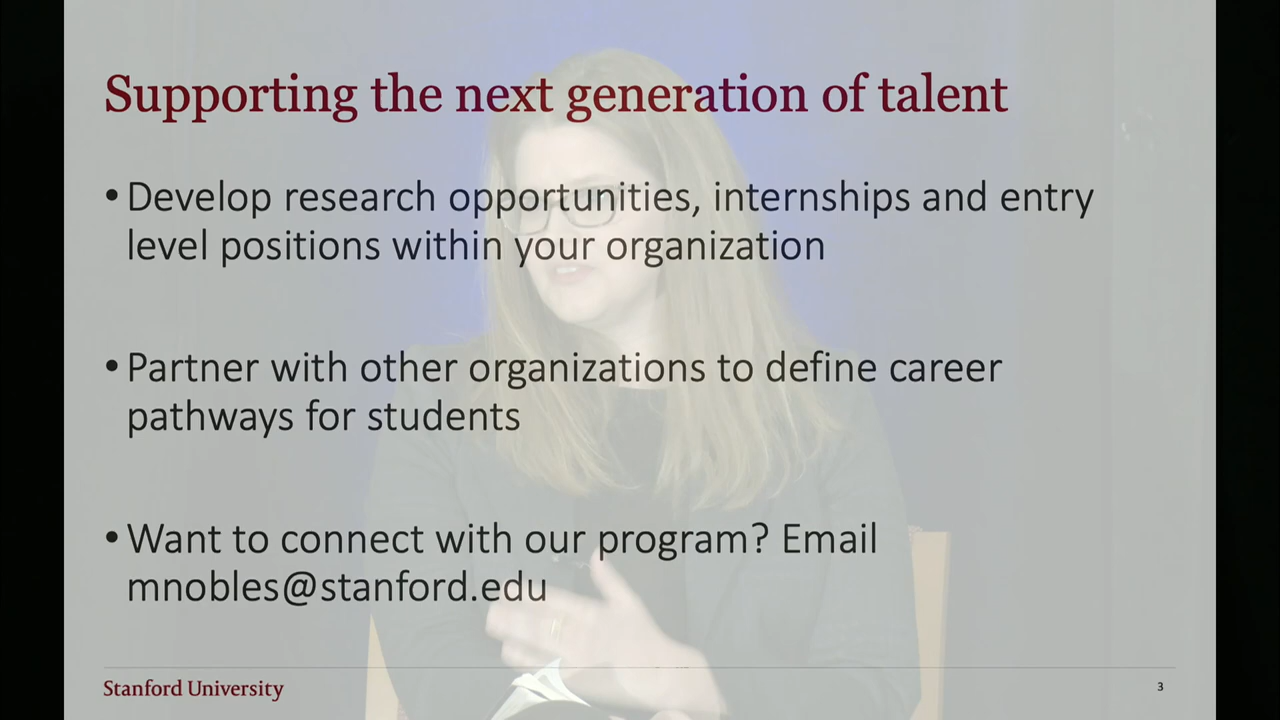 Supporting the next generation of talent
•Develop research opportunities, internships and entry
level positions within your organization
•Partner with other organizations to define career
pathways for students
•Want to connect with our program? Email
mnobles@stanford.edu
Stanford University
3